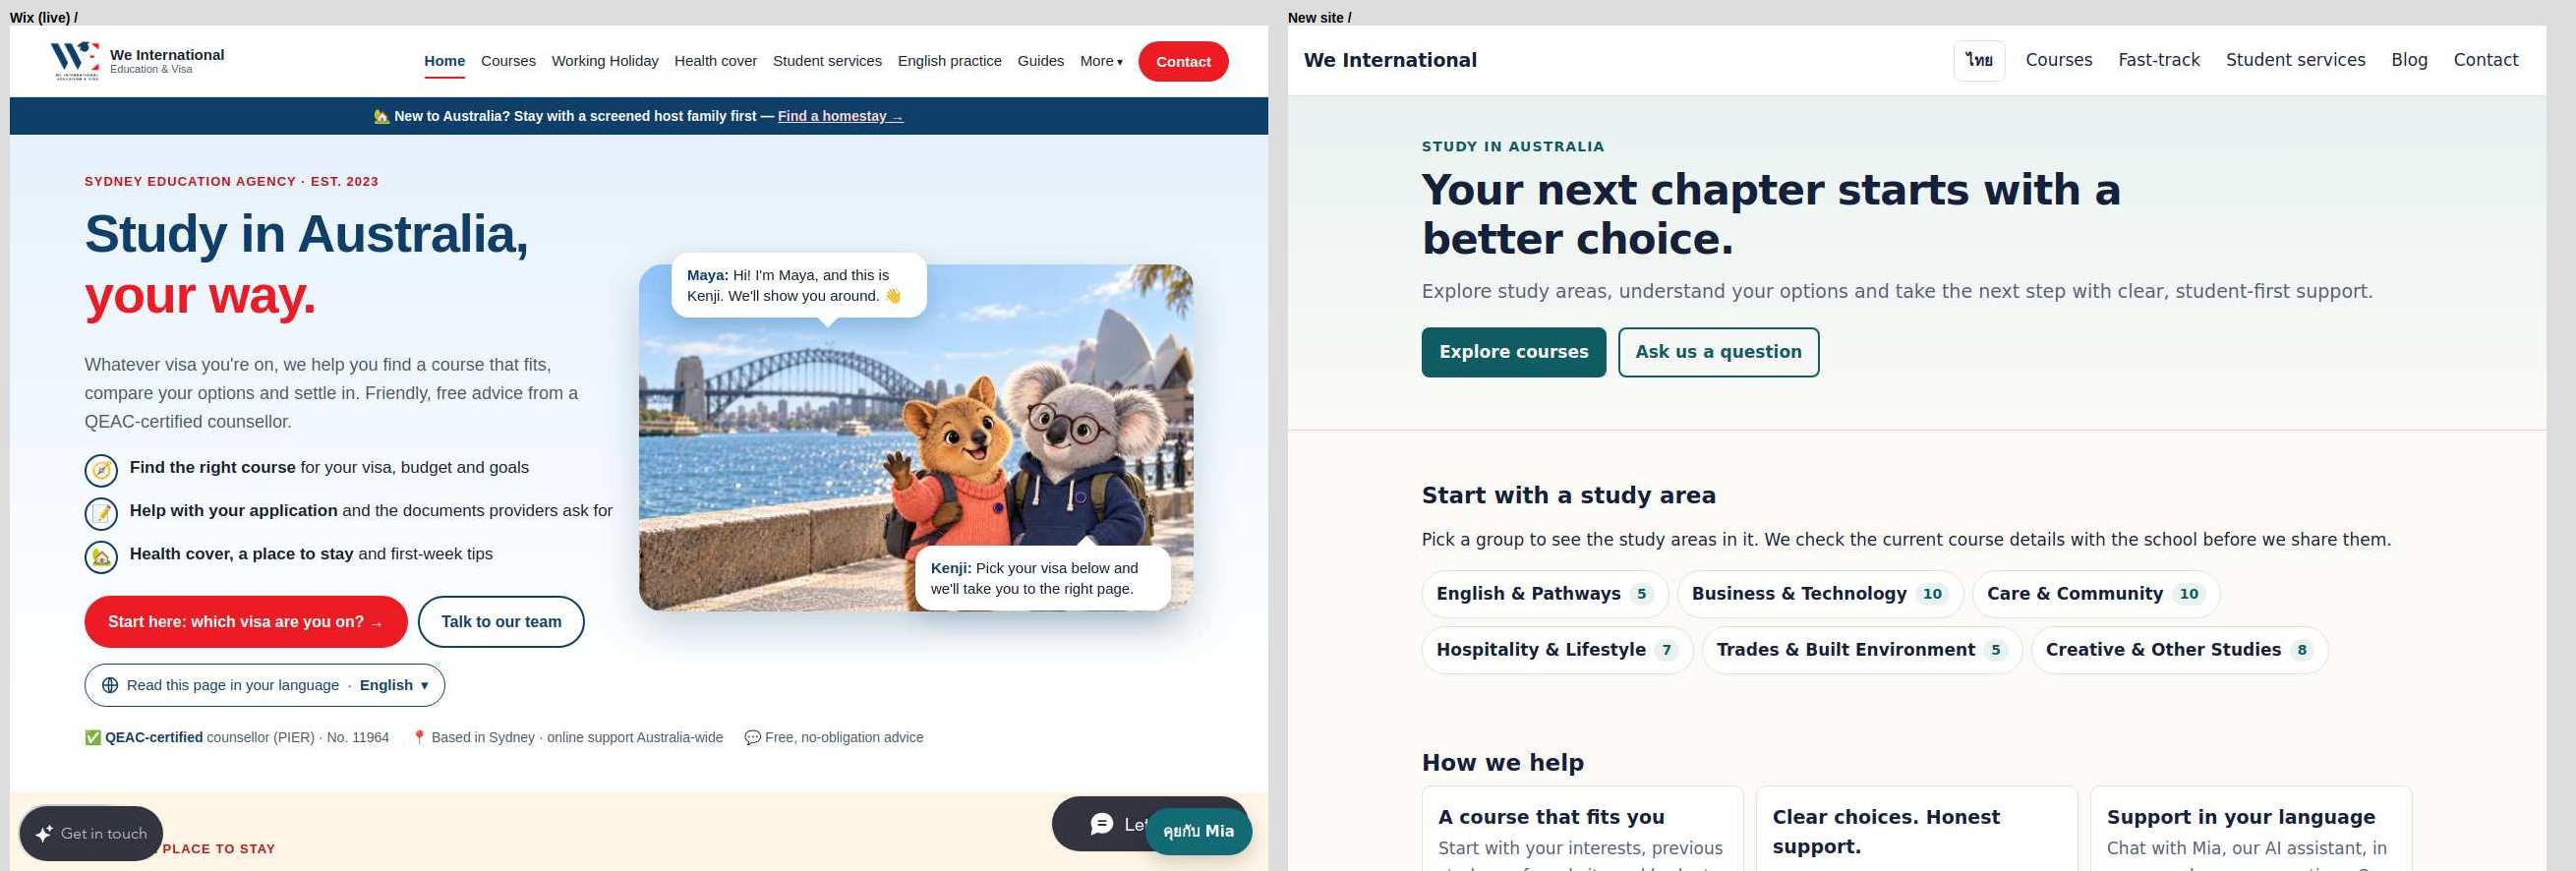 Wix (live) /
We International
Education & Visa
WE INTERNATIONAL
EDUCATION & VISA
Home Courses Working Holiday Health cover Student services English practice Guides More ▾ Contact
🏡 New to Australia? Stay with a screened host family first — Find a homestay →
SYDNEY EDUCATION AGENCY · EST. 2023
Study in Australia,
your way.
Whatever visa you're on, we help you find a course that fits,
compare your options and settle in. Friendly, free advice from a
QEAC-certified counsellor.
Find the right course for your visa, budget and goals
Help with your application and the documents providers ask for
Health cover, a place to stay and first-week tips
Start here: which visa are you on? →
Talk to our team
Read this page in your language · English ▾
✅ QEAC-certified counsellor (PIER) · No. 11964 📍 Based in Sydney · online support Australia-wide 💬 Free, no-obligation advice
Maya: Hi! I'm Maya, and this is
Kenji. We'll show you around. 👋
Kenji: Pick your visa below and
we'll take you to the right page.
Get in touch
PLACE TO STAY
คุยกับ Mia
New site /
We International
ไทย Courses Fast-track Student services Blog Contact
STUDY IN AUSTRALIA
Your next chapter starts with a
better choice.
Explore study areas, understand your options and take the next step with clear, student-first support.
Explore courses
Ask us a question
Start with a study area
Pick a group to see the study areas in it. We check the current course details with the school before we share them.
English & Pathways 5 Business & Technology 10 Care & Community 10
Hospitality & Lifestyle 7 Trades & Built Environment 5 Creative & Other Studies 8
How we help
A course that fits you
Start with your interests, previous
Clear choices. Honest
support.
Support in your language
Chat with Mia, our AI assistant, in